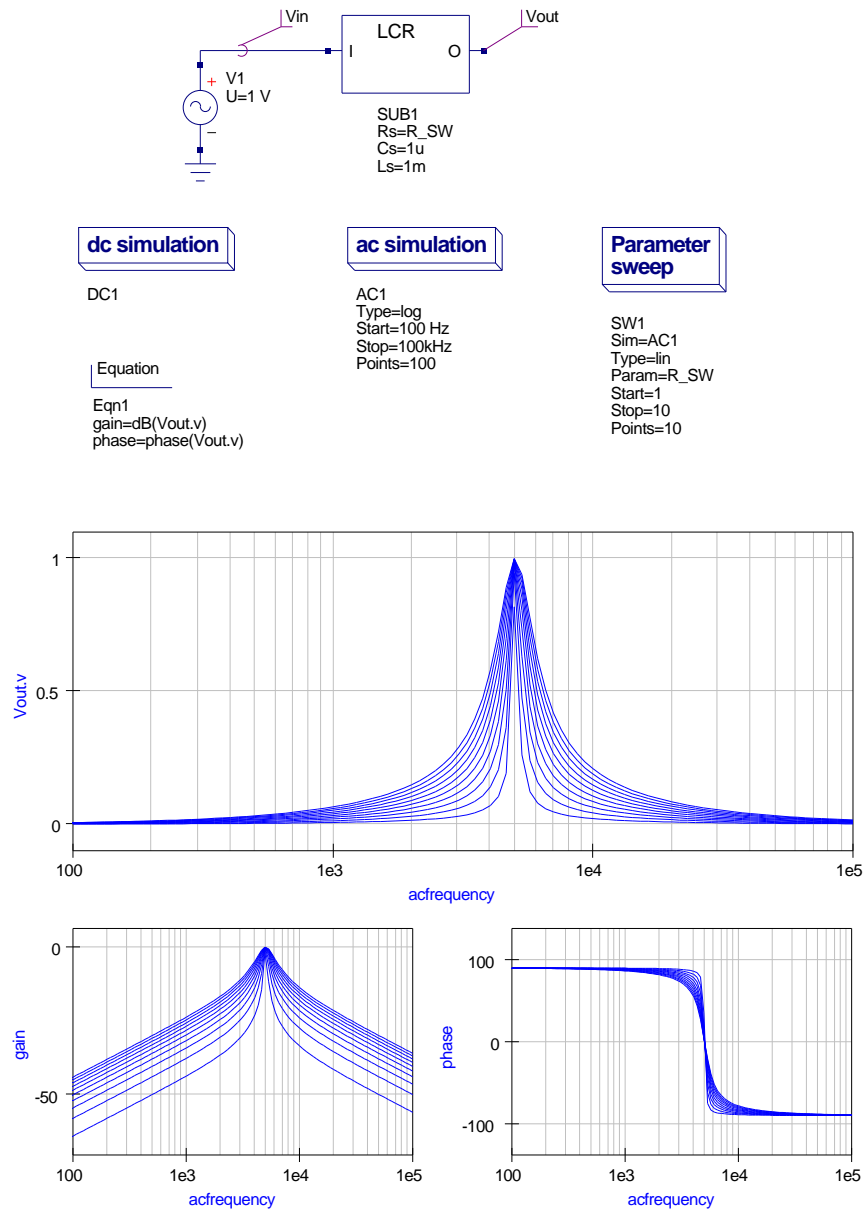 Vin
Vout
LCR
I
O
+
V1
U=1 V
−
SUB1
Rs=R_SW
Cs=1u
Ls=1m
dc simulation
DC1
ac simulation
AC1
Type=log
Start=100 Hz
Stop=100kHz
Points=100
Parameter
sweep
SW1
Sim=AC1
Type=lin
Param=R_SW
Start=1
Stop=10
Points=10
Equation
Eqn1
gain=dB(Vout.v)
phase=phase(Vout.v)
1
0.5
0
Vout.v
100
1e3
1e4
1e5
acfrequency
0
-50
gain
100
1e3
1e4
1e5
acfrequency
100
0
-100
phase
100
1e3
1e4
1e5
acfrequency